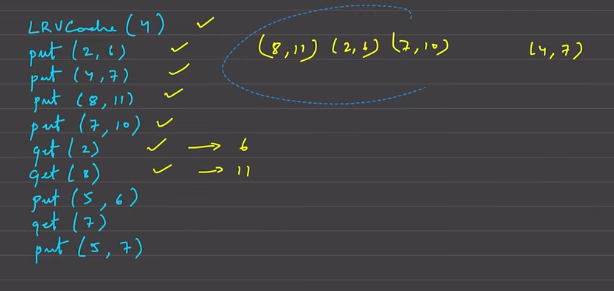 LRUCache (4) ✓
put (2, 6) ✓
put (4, 7) ✓
put (8, 11) ✓
put (7, 10) ✓
get (2) ✓ → 6
get (8) ✓ → 11
put (5, 6)
get (7)
put (5, 7)
(8, 11) (2, 6) (7, 10) (4, 7)